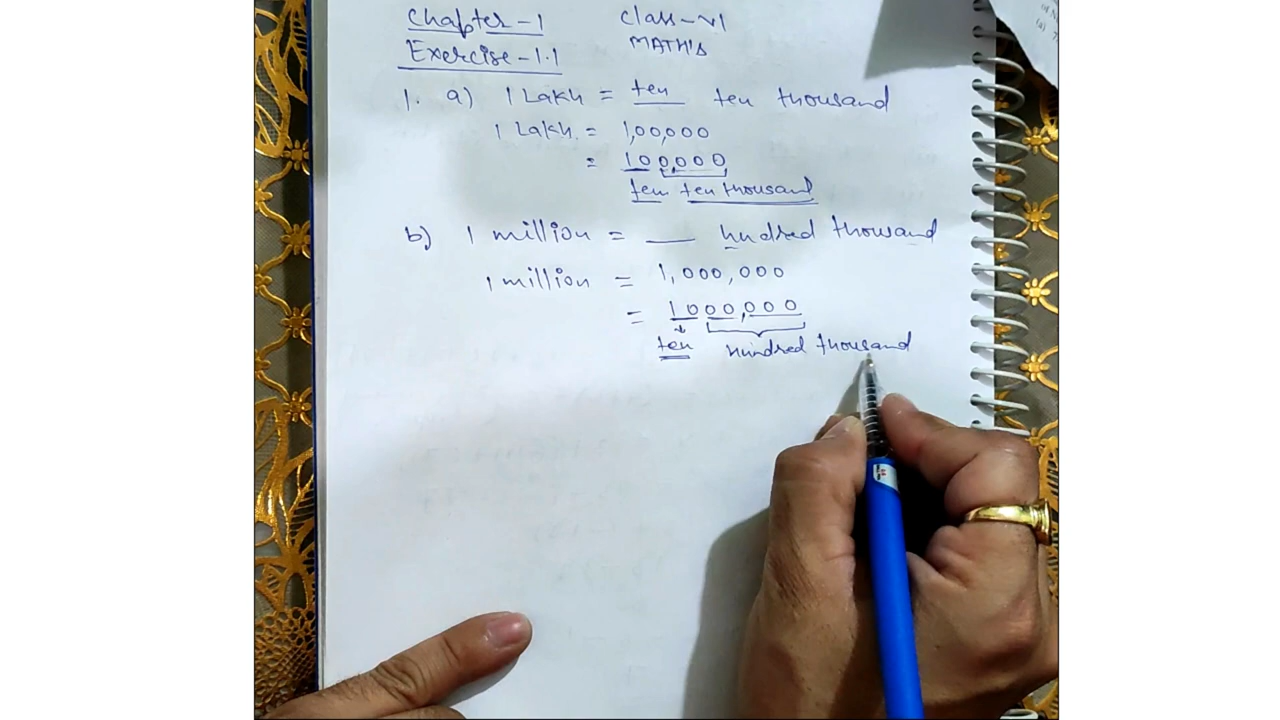 Chapter-1 Class-VI
Exercise-1.1 MATH's
1. a) 1 Lakh = ten ten thousand
1 Lakh = 1,00,000
= 100,000
ten ten thousand
b) 1 million = ___ hundred thousand
1 million = 1,000,000
= 1000,000
ten hundred thousand